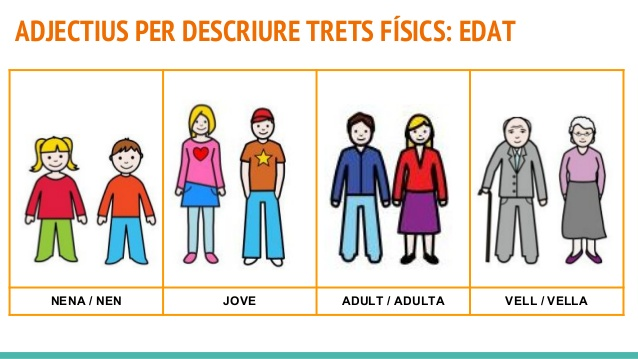 ADJECTIUS PER DESCRIURE TRETS FÍSICS: EDAT
NENA / NEN
JOVE
ADULT / ADULTA
VELL / VELLA